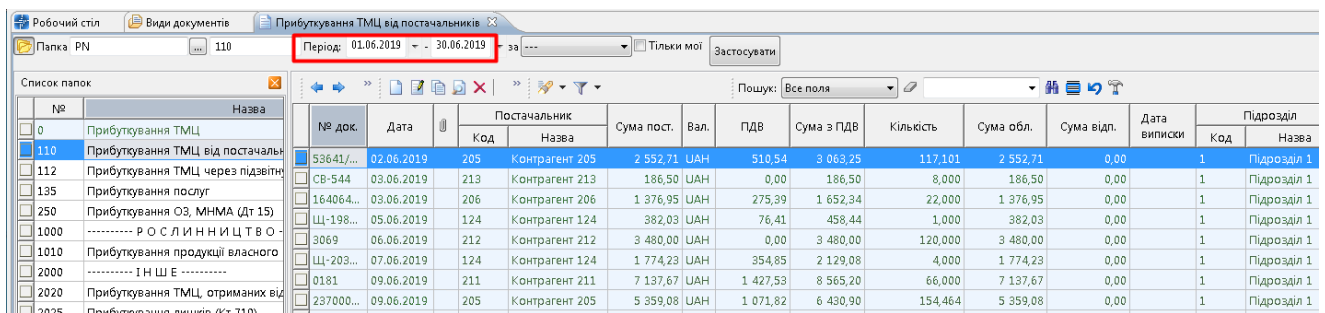 Робочий стіл Види документів Прибуткування ТМЦ від постачальників
Папка PN ... 110 Період: 01.06.2019 - 30.06.2019 за --- Тільки мої Застосувати
Список папок
Пошук: Все поля
№ Назва
0 Прибуткування ТМЦ
110 Прибуткування ТМЦ від постачальн
112 Прибуткування ТМЦ через підзвітн
135 Прибуткування послуг
250 Прибуткування ОЗ, МНМА (Дт 15)
1000 ---------- Р О С Л И Н Н И Ц Т В О -
1010 Прибуткування продукції власного
2000 ---------- І Н Ш Е ----------
2020 Прибуткування ТМЦ, отриманих від
2025 Прибуткування лишків (Кт 719)
№ док. Дата Постачальник Сума пост. Вал. ПДВ Сума з ПДВ Кількість Сума обл. Сума відп. Дата виписки Підрозділ
Код Назва Код Назва
53641/... 02.06.2019 205 Контрагент 205 2 552,71 UAH 510,54 3 063,25 117,101 2 552,71 0,00 1 Підрозділ 1
СВ-544 03.06.2019 213 Контрагент 213 186,50 UAH 0,00 186,50 8,000 186,50 0,00 1 Підрозділ 1
164064... 03.06.2019 206 Контрагент 206 1 376,95 UAH 275,39 1 652,34 22,000 1 376,95 0,00 1 Підрозділ 1
Щ-198... 05.06.2019 124 Контрагент 124 382,03 UAH 76,41 458,44 1,000 382,03 0,00 1 Підрозділ 1
3069 06.06.2019 212 Контрагент 212 3 480,00 UAH 0,00 3 480,00 120,000 3 480,00 0,00 1 Підрозділ 1
Щ-203... 07.06.2019 124 Контрагент 124 1 774,23 UAH 354,85 2 129,08 4,000 1 774,23 0,00 1 Підрозділ 1
0181 09.06.2019 211 Контрагент 211 7 137,67 UAH 1 427,53 8 565,20 66,000 7 137,67 0,00 1 Підрозділ 1
237000... 09.06.2019 205 Контрагент 205 5 359,08 UAH 1 071,82 6 430,90 154,464 5 359,08 0,00 1 Підрозділ 1